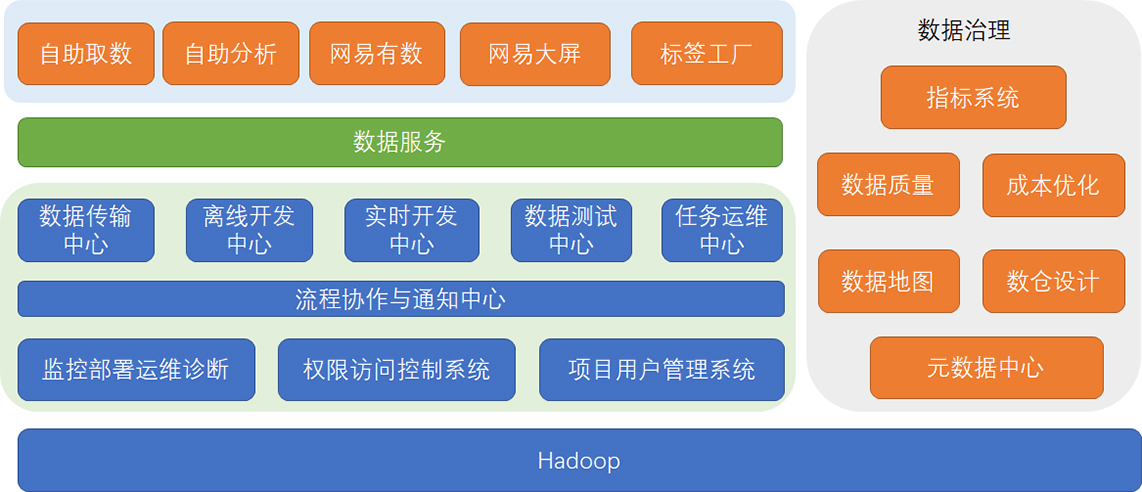 自助取数
自助分析
网易有数
网易大屏
标签工厂
数据服务
数据传输
中心
离线开发
中心
实时开发
中心
数据测试
中心
任务运维
中心
流程协作与通知中心
监控部署运维诊断
权限访问控制系统
项目用户管理系统
数据治理
指标系统
数据质量
成本优化
数据地图
数仓设计
元数据中心
Hadoop